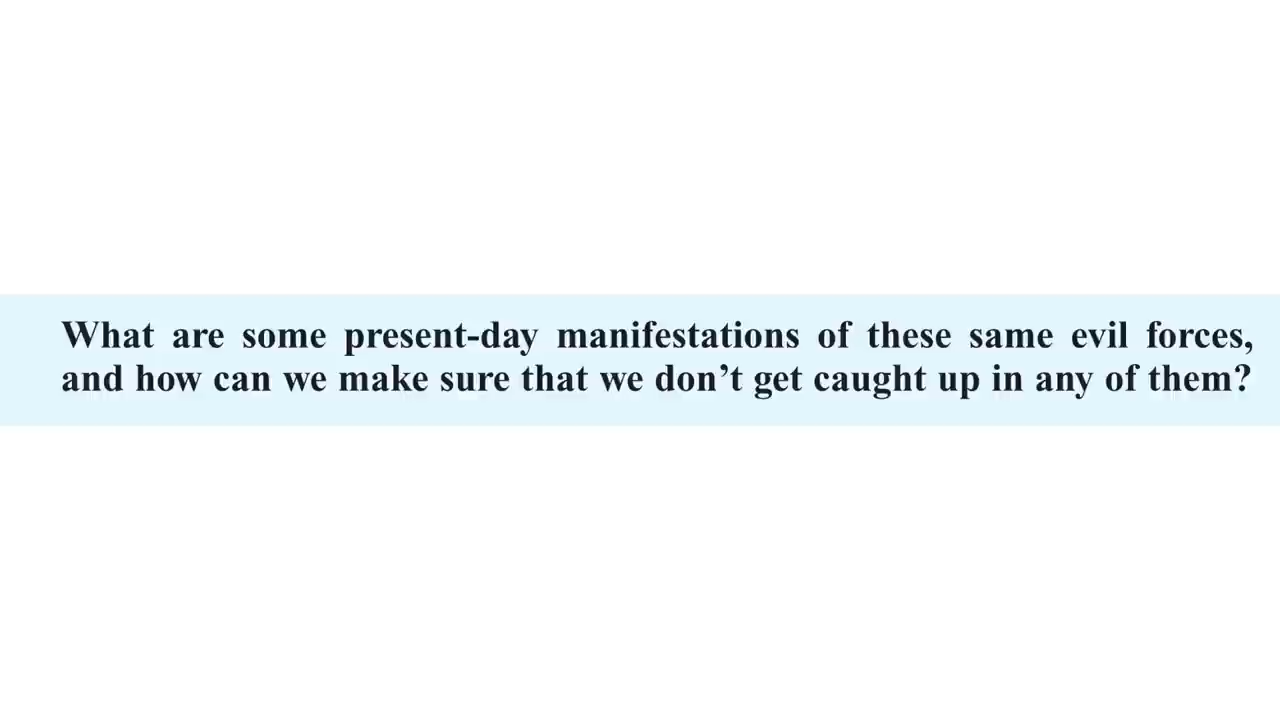 What are some present-day manifestations of these same evil forces,
and how can we make sure that we don’t get caught up in any of them?